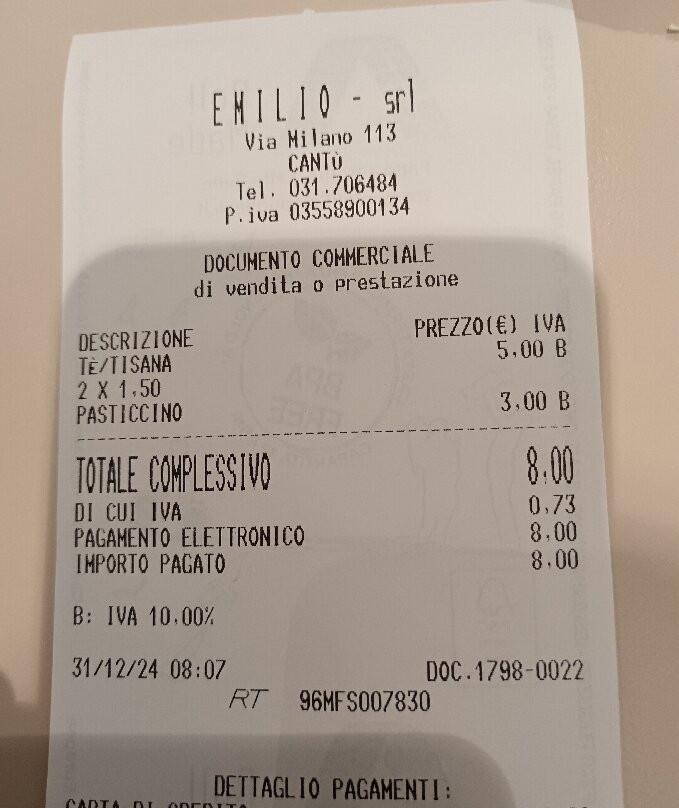 EMILIO - srl
Via Milano 113
CANTÙ
Tel. 031.706484
P.iva 03558900134
DOCUMENTO COMMERCIALE
di vendita o prestazione
DESCRIZIONE PREZZO(€) IVA
TÈ/TISANA 5,00 B
2 X 1,50
PASTICCINO 3,00 B
TOTALE COMPLESSIVO 8,00
DI CUI IVA 0,73
PAGAMENTO ELETTRONICO 8,00
IMPORTO PAGATO 8,00
B: IVA 10,00%
31/12/24 08:07 DOC.1798-0022
RT 96MFS007830
DETTAGLIO PAGAMENTI:
CARTA DI CREDITO